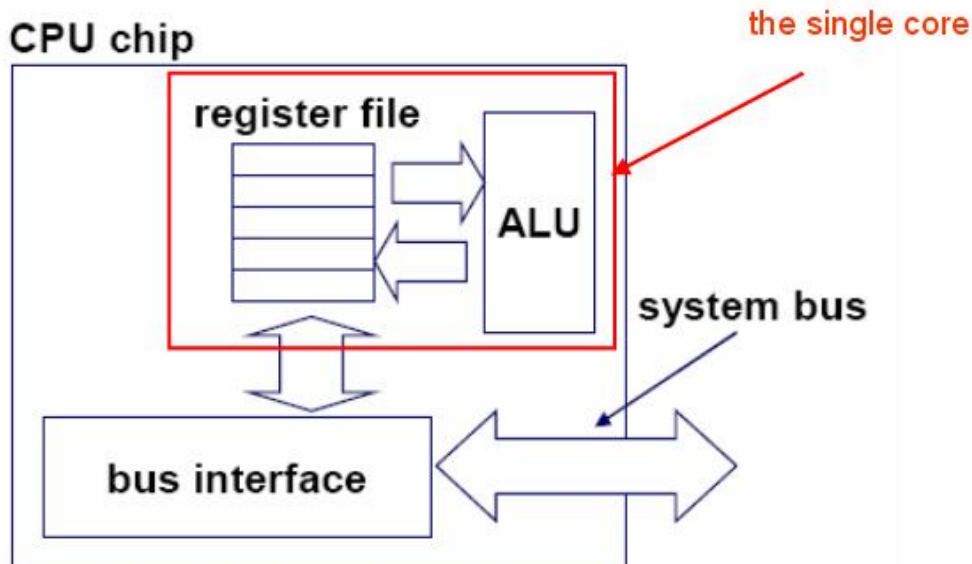 the single core
CPU chip
register file
ALU
system bus
bus interface